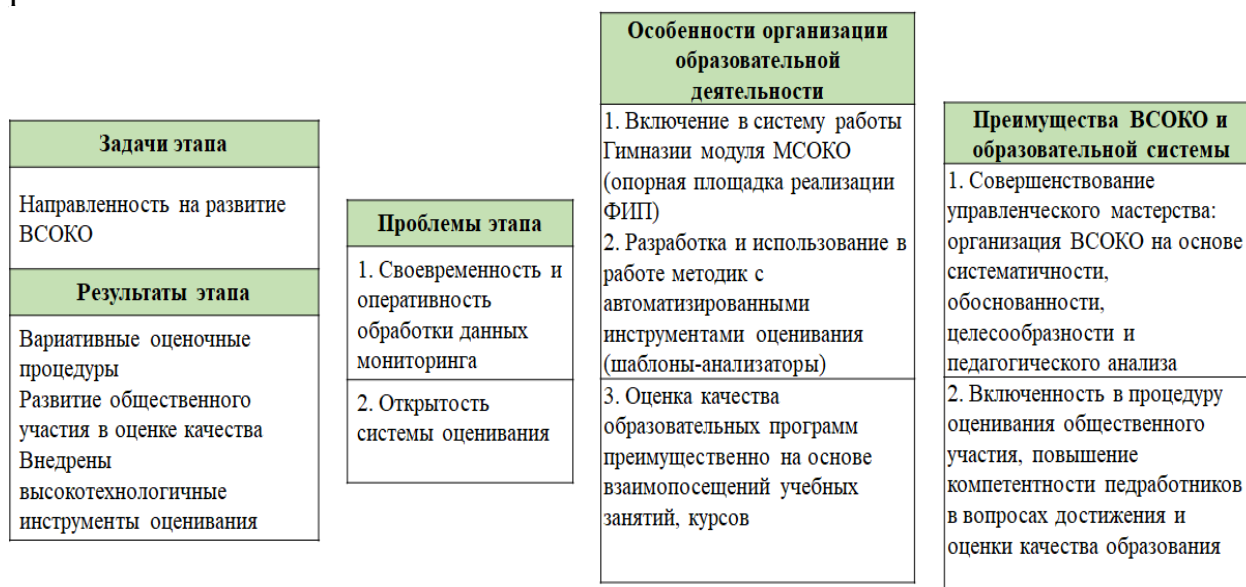 Задачи этапа
Направленность на развитие
ВСОКО
Результаты этапа
Вариативные оценочные
процедуры
Развитие общественного
участия в оценке качества
Внедрены
высокотехнологичные
инструменты оценивания
Проблемы этапа
1. Своевременность и
оперативность
обработки данных
мониторинга
2. Открытость
системы оценивания
Особенности организации
образовательной
деятельности
1. Включение в систему работы
Гимназии модуля МСОКО
(опорная площадка реализации
ФИП)
2. Разработка и использование в
работе методик с
автоматизированными
инструментами оценивания
(шаблоны-анализаторы)
3. Оценка качества
образовательных программ
преимущественно на основе
взаимопосещений учебных
занятий, курсов
Преимущества ВСОКО и
образовательной системы
1. Совершенствование
управленческого мастерства:
организация ВСОКО на основе
систематичности,
обоснованности,
целесообразности и
педагогического анализа
2. Включенность в процедуру
оценивания общественного
участия, повышение
компетентности педработников
в вопросах достижения и
оценки качества образования